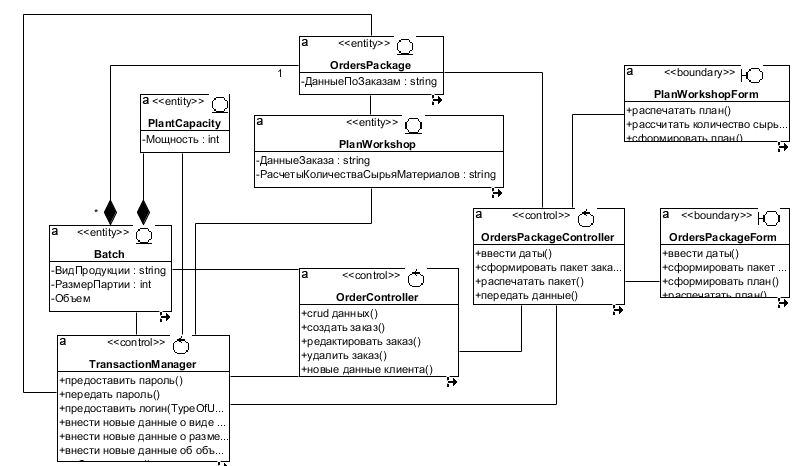 a <<entity>>
OrdersPackage
-ДанныеПоЗаказам : string
1
a <<entity>>
PlantCapacity
-Мощность : int
a <<entity>>
PlanWorkshop
-ДанныеЗаказа : string
-РасчетыКоличестваСырьяМатериалов : string
a <<boundary>>
PlanWorkshopForm
+распечатать план()
+рассчитать количество сырь...
+сформировать план()
*
a <<entity>>
Batch
-ВидПродукции : string
-РазмерПартии : int
-Объем
a <<control>>
OrdersPackageController
+ввести даты()
+сформировать пакет зака...
+распечатать пакет()
+передать данные()
a <<boundary>>
OrdersPackageForm
+ввести даты()
+сформировать пакет ...
+сформировать план()
+распечатать план()
a <<control>>
OrderController
+crud данных()
+создать заказ()
+редактировать заказ()
+удалить заказ()
+новые данные клиента()
a <<control>>
TransactionManager
+предоставить пароль()
+передать пароль()
+предоставить логин(TypeOfU...
+внести новые данные о виде ...
+внести новые данные о разме...
+внести новые данные об объ...